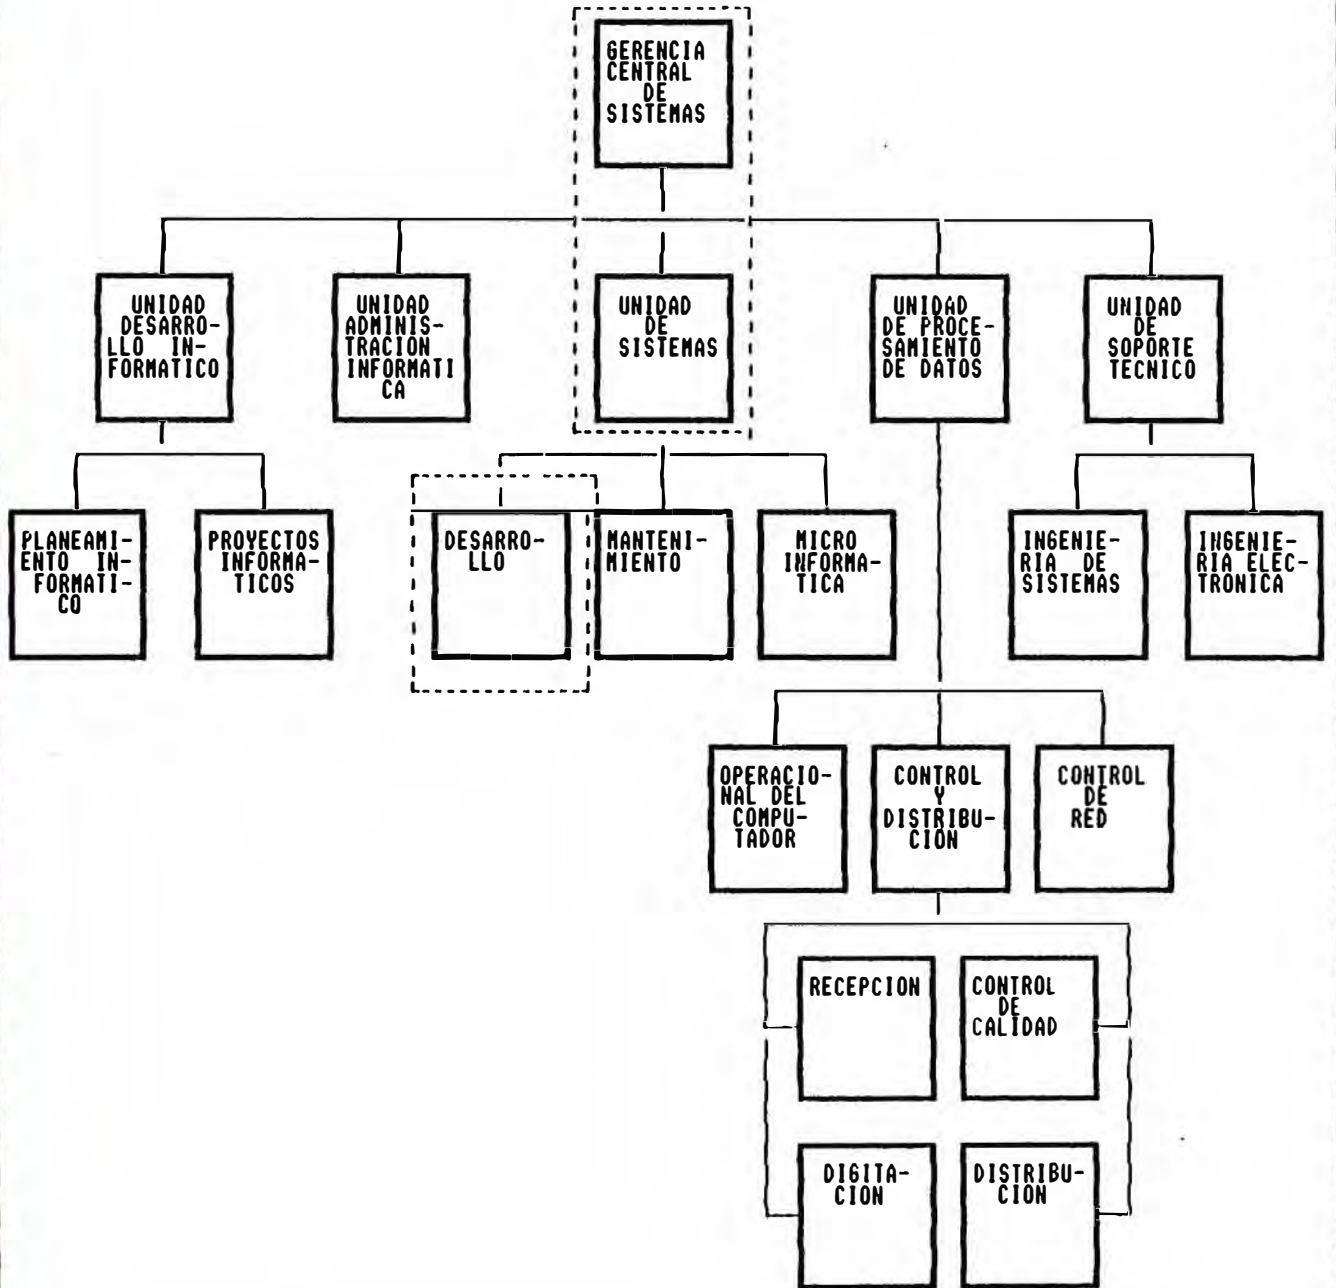 GERENCIA
CENTRAL
DE
SISTEMAS
UNIDAD
DESARRO-
LLO IN-
FORMATICO
UNIDAD
ADMINIS-
TRACION
INFORMATI
CA
UNIDAD
DE
SISTEMAS
UNIDAD
DE PROCE-
SAMIENTO
DE DATOS
UNIDAD
DE
SOPORTE
TECNICO
PLANEAMI-
ENTO IN-
FORMATI-
CO
PROYECTOS
INFORMA-
TICOS
DESARRO-
LLO
MANTENI-
MIENTO
MICRO
INFORMA-
TICA
INGENIE-
RIA DE
SISTEMAS
INGENIE-
RIA ELEC-
TRONICA
OPERACIO-
NAL DEL
COMPU-
TADOR
CONTROL
Y
DISTRIBU-
CION
CONTROL
DE
RED
RECEPCION
CONTROL
DE
CALIDAD
DIGITA-
CION
DISTRIBU-
CION